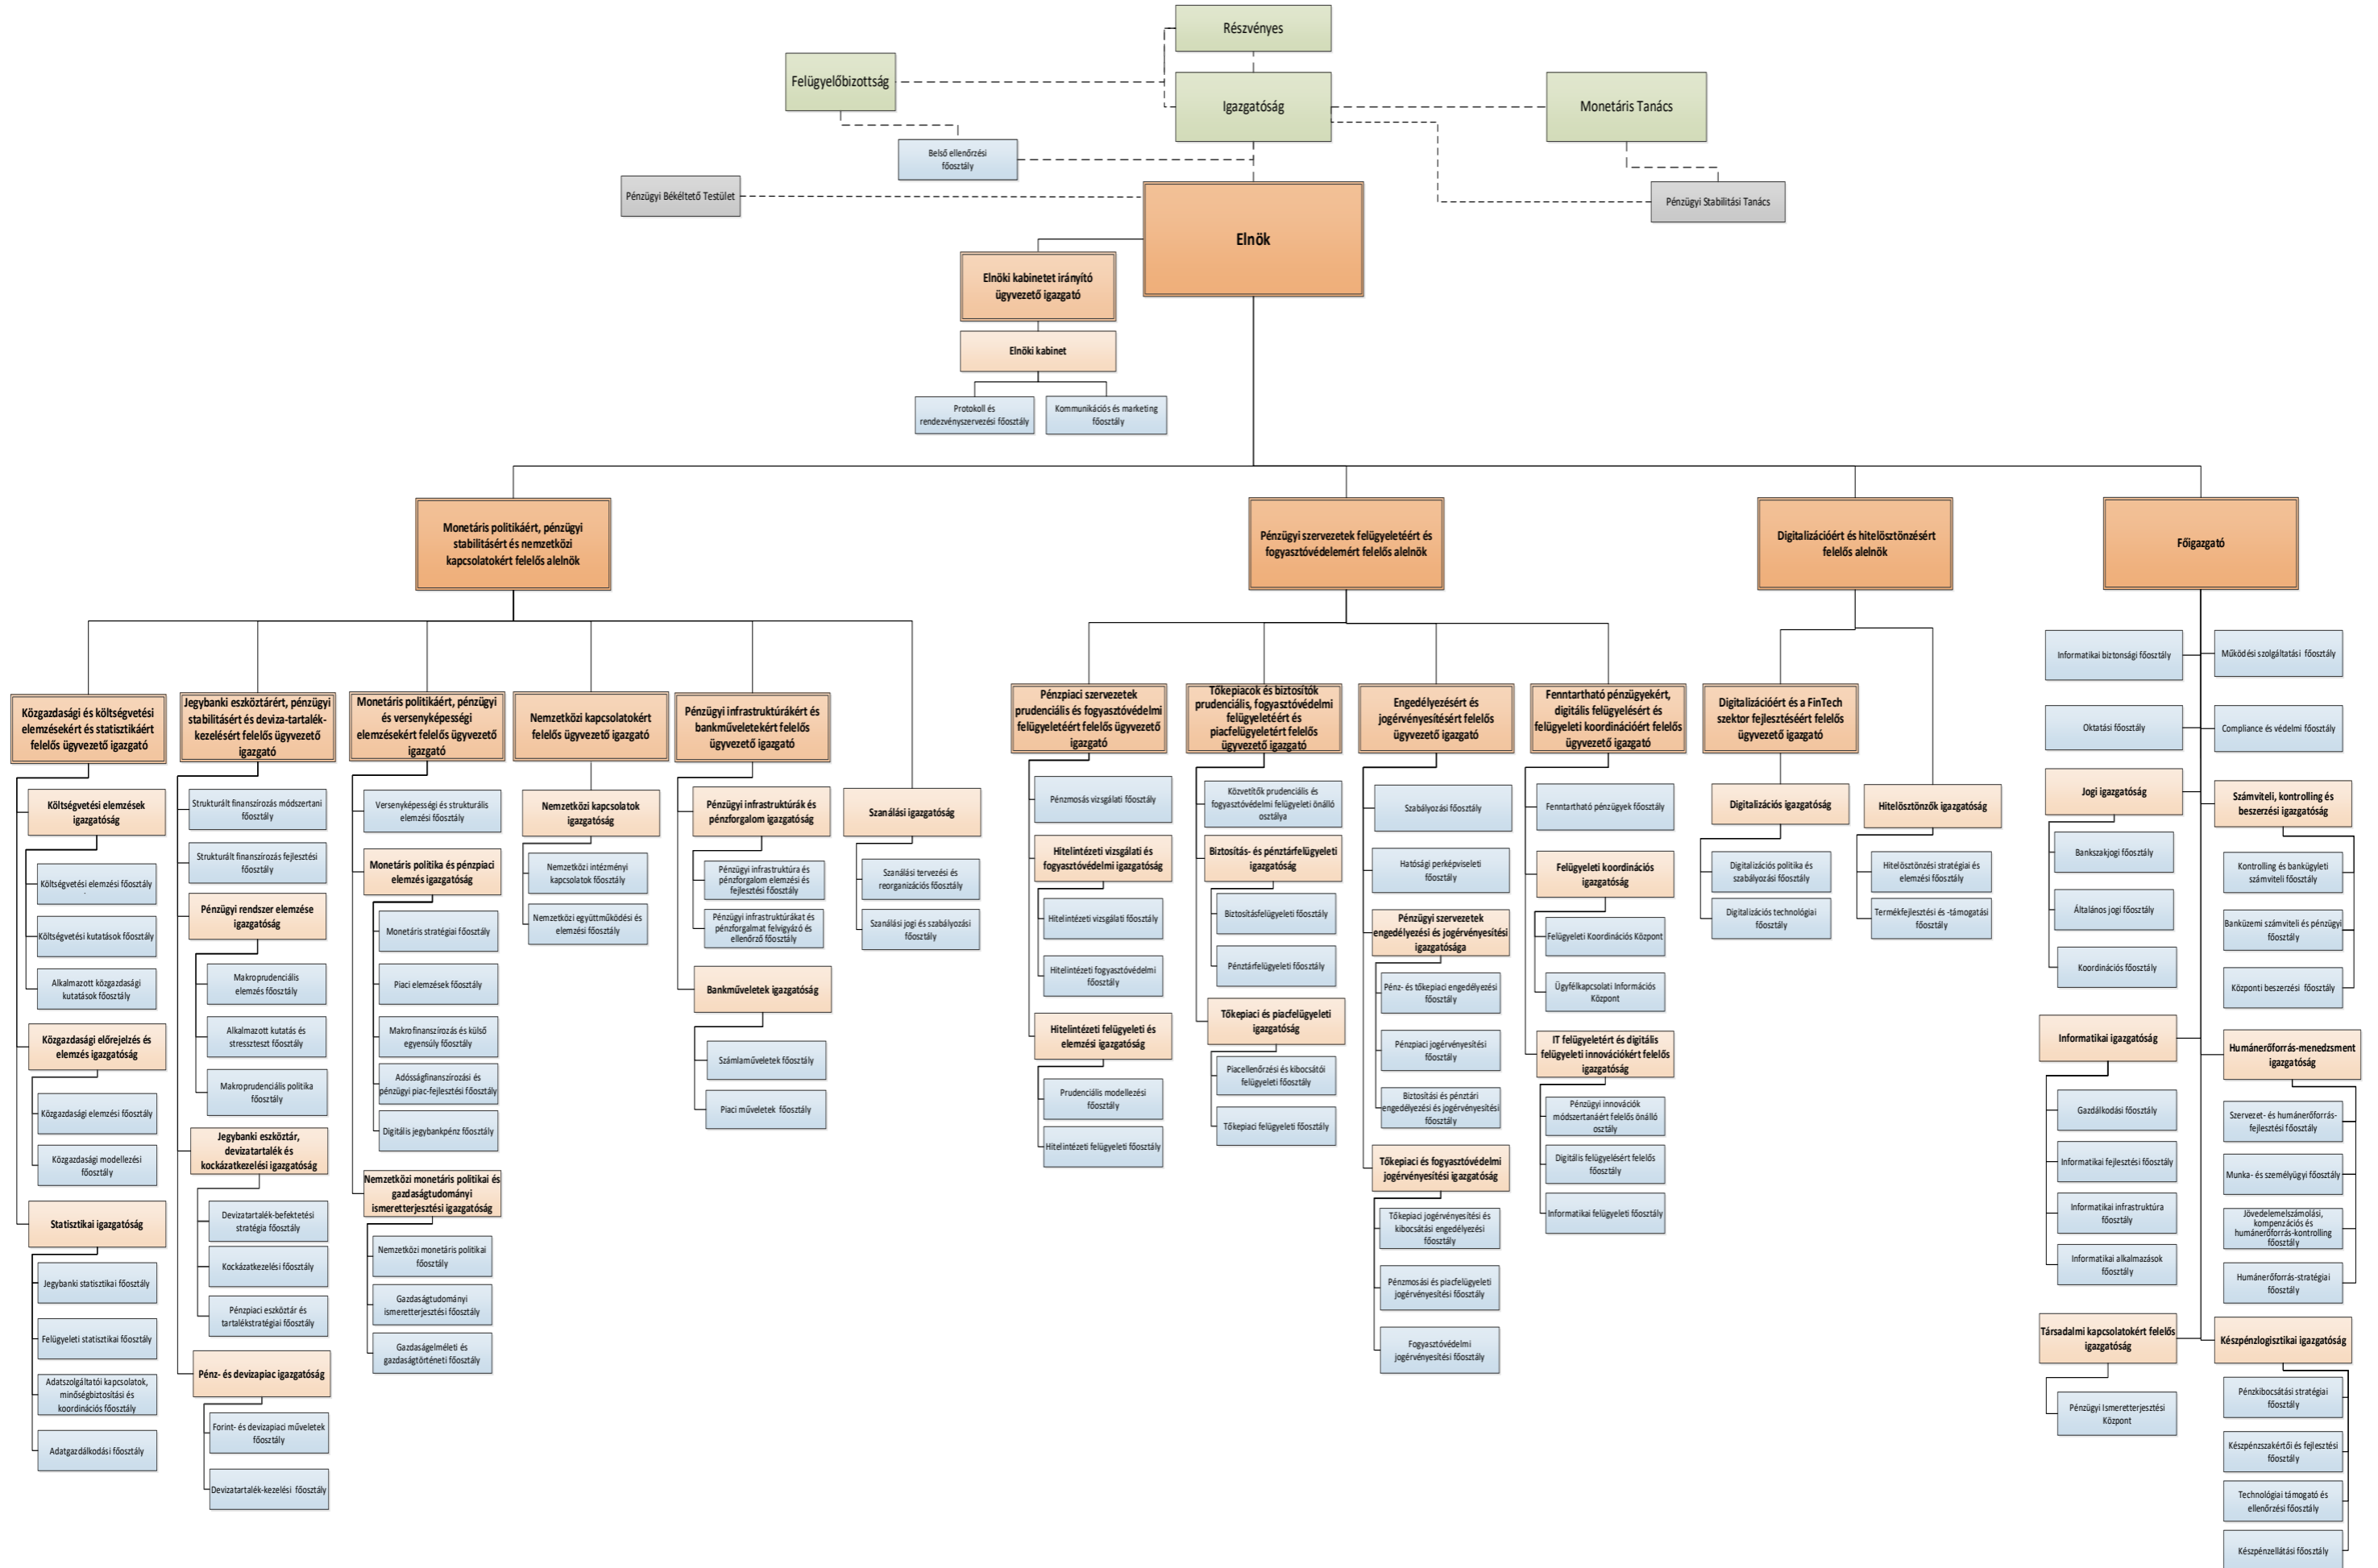 Részvényes
Felügyelőbizottság
Igazgatóság
Monetáris Tanács
Belső ellenőrzési
főosztály
Pénzügyi Békéltető Testület
Pénzügyi Stabilitási Tanács
Elnök
Elnöki kabinetet irányító
ügyvezető igazgató
Elnöki kabinet
Protokoll és
rendezvényszervezési főosztály
Kommunikációs és marketing
főosztály
Monetáris politikáért, pénzügyi
stabilitásért és nemzetközi
kapcsolatokért felelős alelnök
Pénzügyi szervezetek felügyeletéért és
fogyasztóvédelemért felelős alelnök
Digitalizációért és hitelösztönzésért
felelős alelnök
Főigazgató
Közgazdasági és költségvetési
elemzésekért és statisztikáért
felelős ügyvezető igazgató
Költségvetési elemzések
igazgatóság
Költségvetési elemzési főosztály
Költségvetési kutatások főosztály
Alkalmazott közgazdasági
kutatások főosztály
Közgazdasági előrejelzés és
elemzés igazgatóság
Közgazdasági elemzési főosztály
Közgazdasági modellezési
főosztály
Statisztikai igazgatóság
Jegybanki statisztikai főosztály
Felügyeleti statisztikai főosztály
Adatszolgáltatói kapcsolatok,
minőségbiztosítási és
koordinációs főosztály
Adatgazdálkodási főosztály
Jegybanki eszköztárért, pénzügyi
stabilitásért és deviza-tartalék-
kezelésért felelős ügyvezető
igazgató
Strukturált finanszírozás módszertani
főosztály
Strukturált finanszírozás fejlesztési
főosztály
Pénzügyi rendszer elemzése
igazgatóság
Makroprudenciális
elemzés főosztály
Alkalmazott kutatás és
stresszteszt főosztály
Makroprudenciális politika
főosztály
Jegybanki eszköztár,
devizatartalék és
kockázatkezelési igazgatóság
Devizatartalék-befektetési
stratégia főosztály
Kockázatkezelési főosztály
Pénzpiaci eszköztár és
tartalékstratégiai főosztály
Pénz- és devizapiac igazgatóság
Forint- és devizapiaci műveletek
főosztály
Devizatartalék-kezelési főosztály
Monetáris politikáért, pénzügyi
és versenyképességi
elemzésekért felelős ügyvezető
igazgató
Versenyképességi és strukturális
elemzési főosztály
Monetáris politika és pénzpiaci
elemzés igazgatóság
Monetáris stratégiai főosztály
Piaci elemzések főosztály
Makrofinanszírozás és külső
egyensúly főosztály
Adósságfinanszírozási és
pénzügyi piac-fejlesztési főosztály
Digitális jegybankpénz főosztály
Nemzetközi monetáris politikai és
gazdaságtudományi
ismeretterjesztési igazgatóság
Nemzetközi monetáris politikai
főosztály
Gazdaságtudományi
ismeretterjesztési főosztály
Gazdaságelméleti és
gazdaságtörténeti főosztály
Nemzetközi kapcsolatokért
felelős ügyvezető igazgató
Nemzetközi kapcsolatok
igazgatóság
Nemzetközi intézményi
kapcsolatok főosztály
Nemzetközi együttműködési és
elemzési főosztály
Pénzügyi infrastruktúrákért és
bankműveletekért felelős
ügyvezető igazgató
Pénzügyi infrastruktúrák és
pénzforgalom igazgatóság
Pénzügyi infrastruktúra és
pénzforgalom elemzési és
fejlesztési főosztály
Pénzügyi infrastruktúrákat és
pénzforgalmat felvigyázó és
ellenőrző főosztály
Bankműveletek igazgatóság
Számlaműveletek főosztály
Piaci műveletek főosztály
Szanálási igazgatóság
Szanálási tervezési és
reorganizációs főosztály
Szanálási jogi és szabályozási
főosztály
Pénzpiaci szervezetek
prudenciális és fogyasztóvédelmi
felügyeletéért felelős ügyvezető
igazgató
Pénzmosás vizsgálati főosztály
Hitelintézeti vizsgálati és
fogyasztóvédelmi igazgatóság
Hitelintézeti vizsgálati főosztály
Hitelintézeti fogyasztóvédelmi
főosztály
Hitelintézeti felügyeleti és
elemzési igazgatóság
Prudenciális modellezési
főosztály
Hitelintézeti felügyeleti főosztály
Tőkepiacok és biztosítók
prudenciális, fogyasztóvédelmi
felügyeletéért és
piacfelügyeletért felelős
ügyvezető igazgató
Közvetítők prudenciális és
fogyasztóvédelmi felügyeleti önálló
osztálya
Biztosítás- és pénztárfelügyeleti
igazgatóság
Biztosításfelügyeleti főosztály
Pénztárfelügyeleti főosztály
Tőkepiaci és piacfelügyeleti
igazgatóság
Piacellenőrzési és kibocsátói
felügyeleti főosztály
Tőkepiaci felügyeleti főosztály
Engedélyezésért és
jogérvényesítésért felelős
ügyvezető igazgató
Szabályozási főosztály
Hatósági perképviseleti
főosztály
Pénzügyi szervezetek
engedélyezési és jogérvényesítési
igazgatósága
Pénz- és tőkepiaci engedélyezési
főosztály
Pénzpiaci jogérvényesítési
főosztály
Biztosítási és pénztári
engedélyezési és jogérvényesítési
főosztály
Tőkepiaci és fogyasztóvédelmi
jogérvényesítési igazgatóság
Tőkepiaci jogérvényesítési és
kibocsátási engedélyezési
főosztály
Pénzmosási és piacfelügyeleti
jogérvényesítési főosztály
Fogyasztóvédelmi
jogérvényesítési főosztály
Fenntartható pénzügyekért,
digitális felügyelésért és
felügyeleti koordinációért felelős
ügyvezető igazgató
Fenntartható pénzügyek főosztály
Felügyeleti koordinációs
igazgatóság
Felügyeleti Koordinációs Központ
Ügyfélkapcsolati Információs
Központ
IT felügyeletért és digitális
felügyeleti innovációkért felelős
igazgatóság
Pénzügyi innovációk
módszertanáért felelős önálló
osztály
Digitális felügyelésért felelős
főosztály
Informatikai felügyeleti főosztály
Digitalizációért és a FinTech
szektor fejlesztéséért felelős
ügyvezető igazgató
Digitalizációs igazgatóság
Digitalizációs politika és
szabályozási főosztály
Digitalizációs technológiai
főosztály
Hitelösztönzők igazgatóság
Hitelösztönzési stratégiai és
elemzési főosztály
Termékfejlesztési és -támogatási
főosztály
Informatikai biztonsági főosztály
Oktatási főosztály
Jogi igazgatóság
Bankszakjogi főosztály
Általános jogi főosztály
Koordinációs főosztály
Informatikai igazgatóság
Gazdálkodási főosztály
Informatikai fejlesztési főosztály
Informatikai infrastruktúra
főosztály
Informatikai alkalmazások
főosztály
Társadalmi kapcsolatokért felelős
igazgatóság
Pénzügyi Ismeretterjesztési
Központ
Működési szolgáltatási főosztály
Compliance és védelmi főosztály
Számviteli, kontrolling és
beszerzési igazgatóság
Kontrolling és bankügyleti
számviteli főosztály
Banküzemi számviteli és pénzügyi
főosztály
Központi beszerzési főosztály
Humánerőforrás-menedzsment
igazgatóság
Szervezet- és humánerőforrás-
fejlesztési főosztály
Munka- és személyügyi főosztály
Jövedelemelszámolási,
kompenzációs és
humánerőforrás-kontrolling
főosztály
Humánerőforrás-stratégiai
főosztály
Készpénzlogisztikai igazgatóság
Pénzkibocsátási stratégiai
főosztály
Készpénzszakértői és fejlesztési
főosztály
Technológiai támogató és
ellenőrzési főosztály
Készpénzellátási főosztály